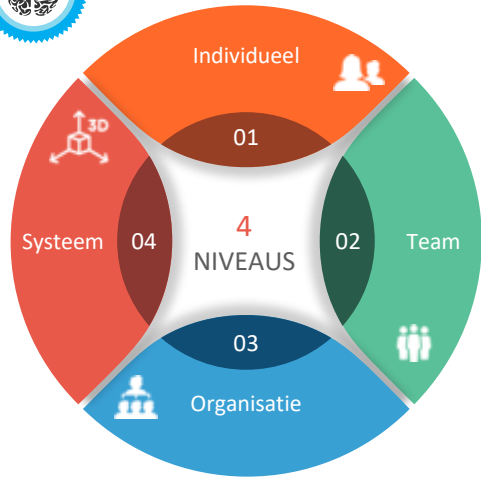 Individueel
01
3D
Systeem
04
4
NIVEAUS
02
Team
03
Organisatie